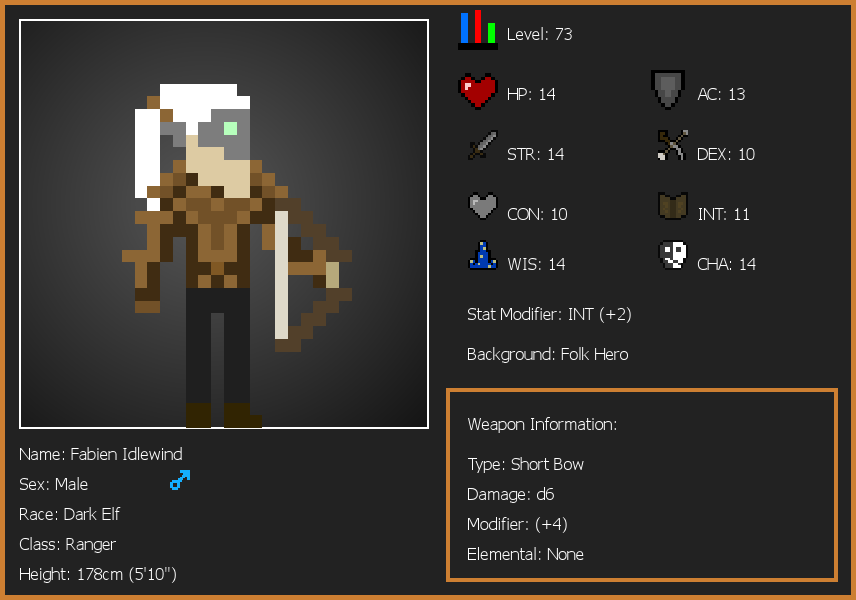 Level: 73
HP: 14
AC: 13
STR: 14
DEX: 10
CON: 10
INT: 11
WIS: 14
CHA: 14
Stat Modifier: INT (+2)
Background: Folk Hero
Weapon Information:
Type: Short Bow
Damage: d6
Modifier: (+4)
Elemental: None
Name: Fabien Idlewind
Sex: Male
Race: Dark Elf
Class: Ranger
Height: 178cm (5'10")